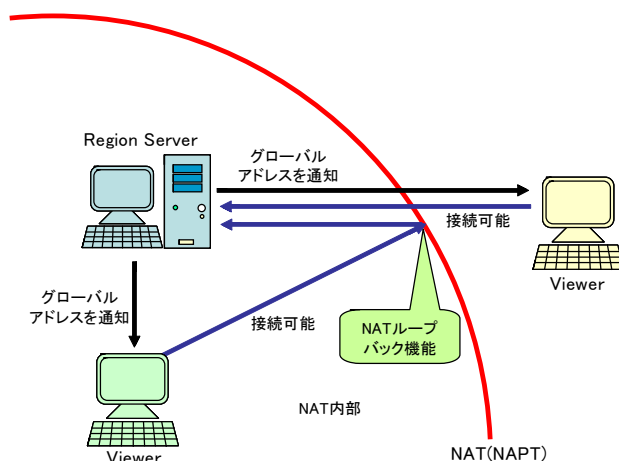 Region Server
グローバル
アドレスを通知
接続可能
Viewer
グローバル
アドレスを通知
接続可能
NATループ
バック機能
NAT内部
Viewer
NAT(NAPT)